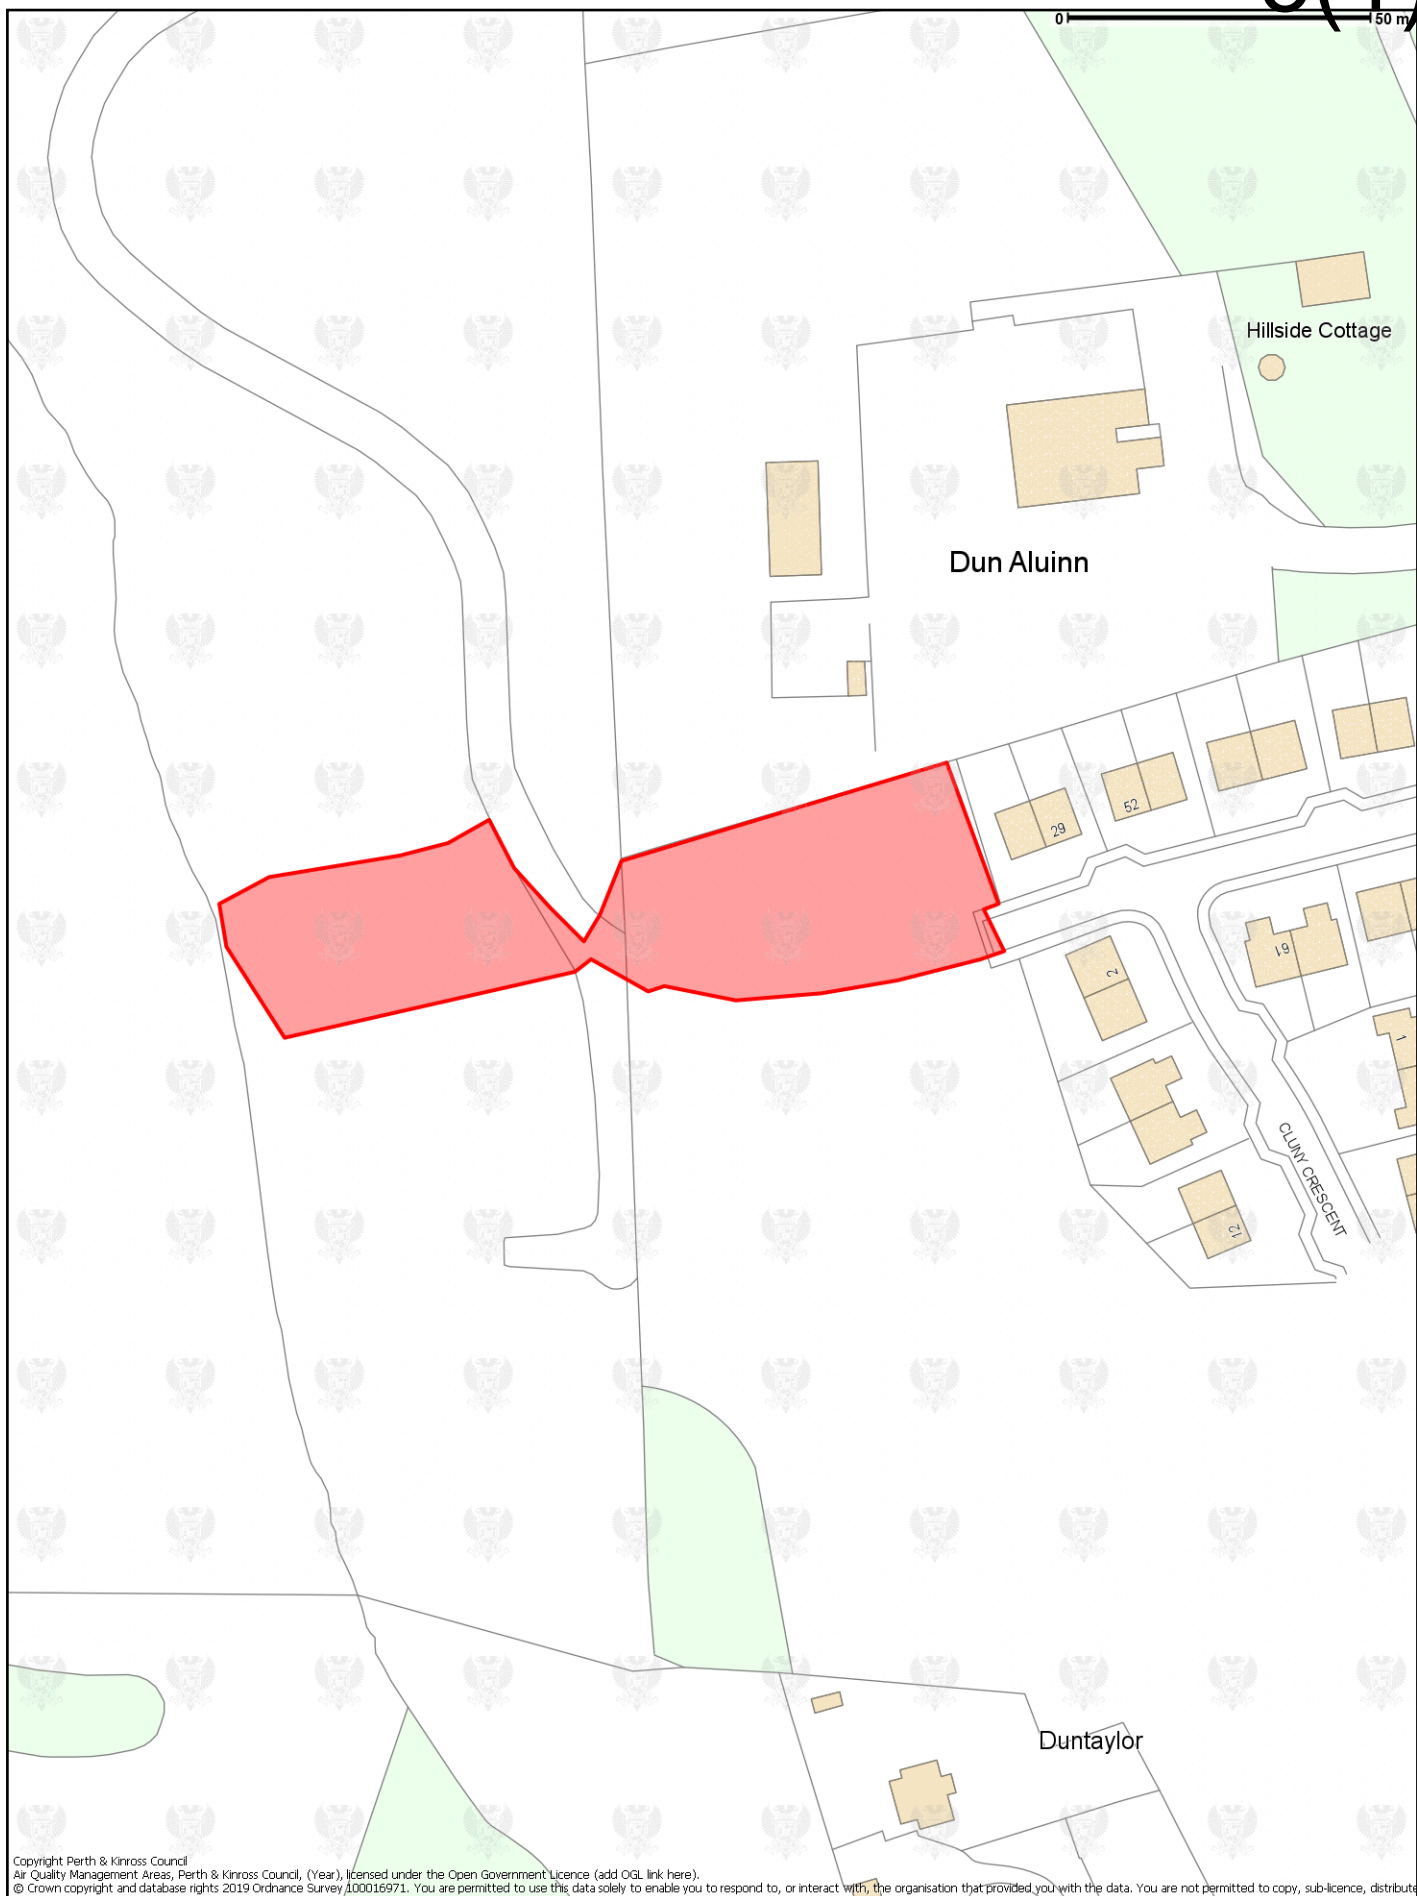 0 50 m
Hillside Cottage
Dun Aluinn
29
52
2
61
1
12
CLUNY CRESCENT
Duntaylor
Copyright Perth & Kinross Council
Air Quality Management Areas, Perth & Kinross Council, (Year), licensed under the Open Government Licence (add OGL link here).
© Crown copyright and database rights 2019 Ordnance Survey 100016971. You are permitted to use this data solely to enable you to respond to, or interact with, the organisation that provided you with the data. You are not permitted to copy, sub-licence, distribute